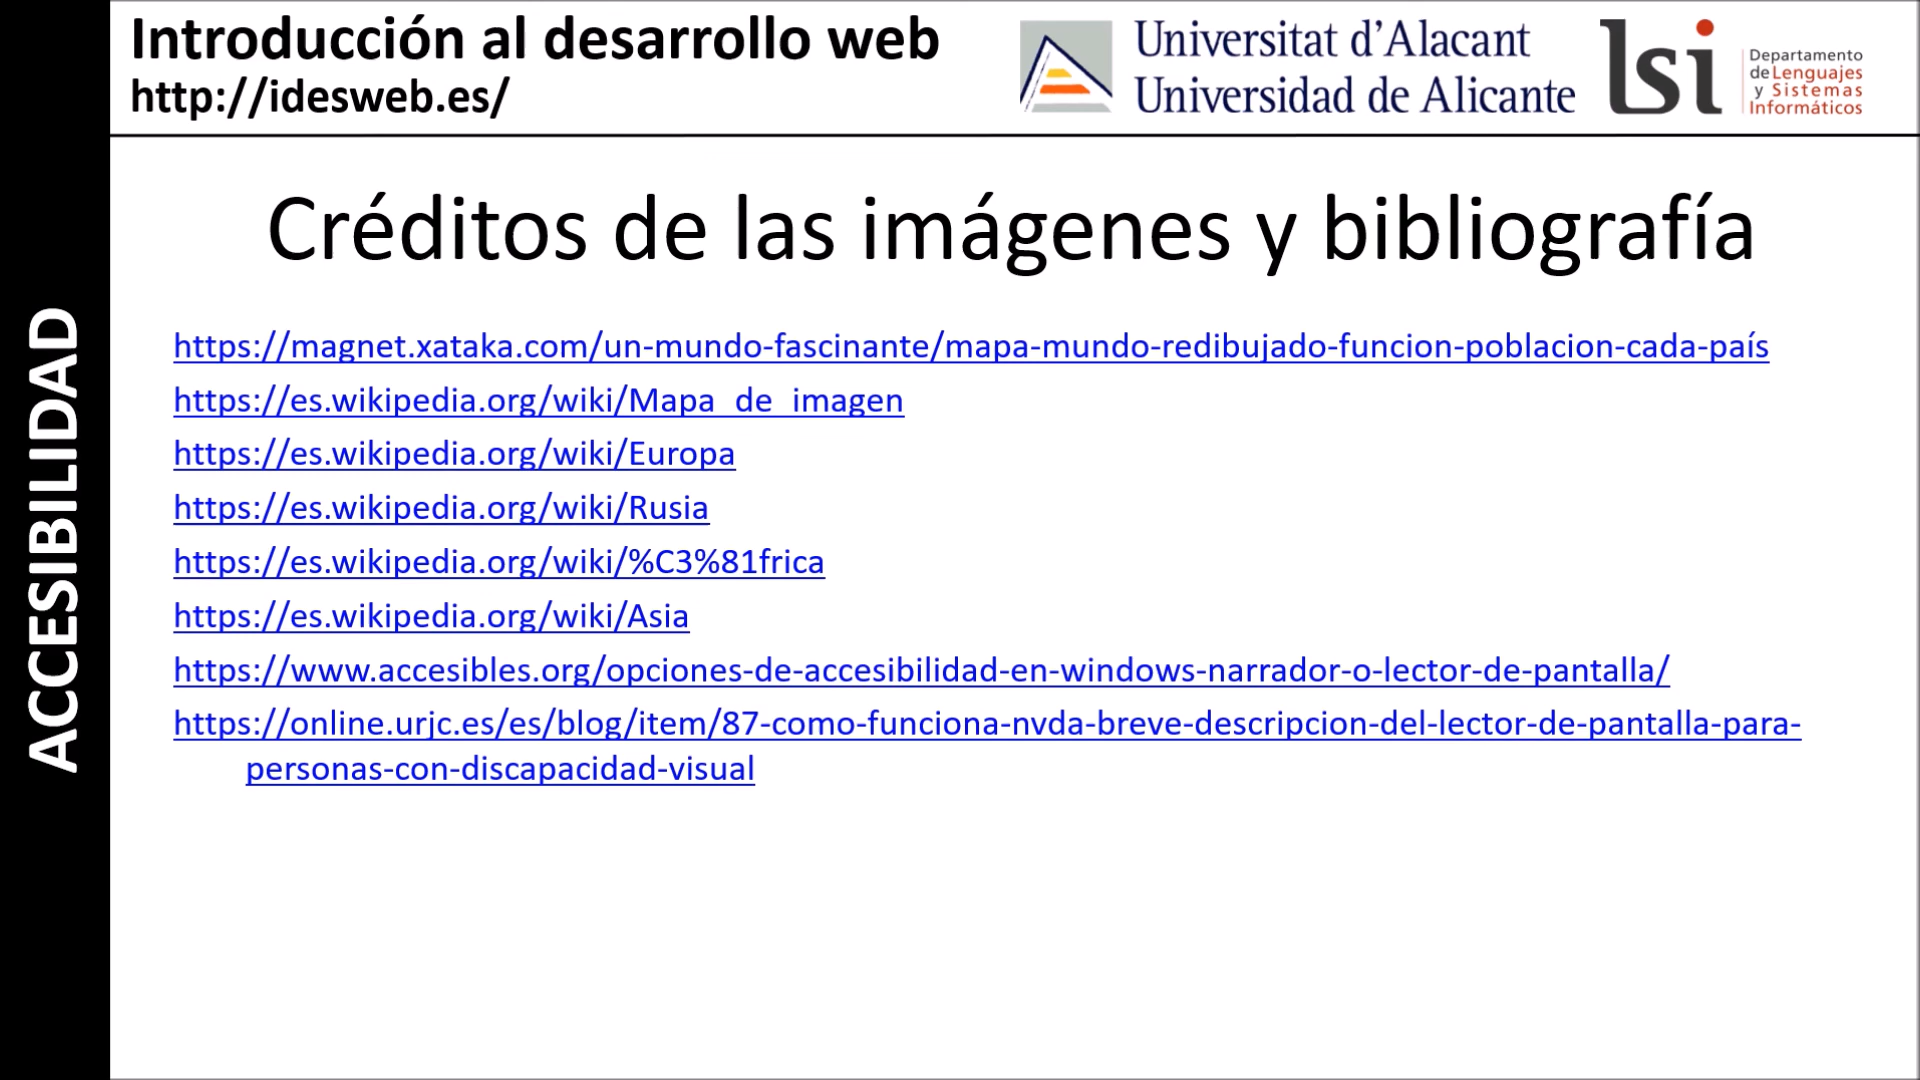 Introducción al desarrollo web
http://idesweb.es/
Universitat d'Alacant
Universidad de Alicante
lsi
Departamento
de Lenguajes
y Sistemas
Informáticos
ACCESIBILIDAD
Créditos de las imágenes y bibliografía
https://magnet.xataka.com/un-mundo-fascinante/mapa-mundo-redibujado-funcion-poblacion-cada-país
https://es.wikipedia.org/wiki/Mapa_de_imagen
https://es.wikipedia.org/wiki/Europa
https://es.wikipedia.org/wiki/Rusia
https://es.wikipedia.org/wiki/%C3%81frica
https://es.wikipedia.org/wiki/Asia
https://www.accesibles.org/opciones-de-accesibilidad-en-windows-narrador-o-lector-de-pantalla/
https://online.urjc.es/es/blog/item/87-como-funciona-nvda-breve-descripcion-del-lector-de-pantalla-para-
personas-con-discapacidad-visual